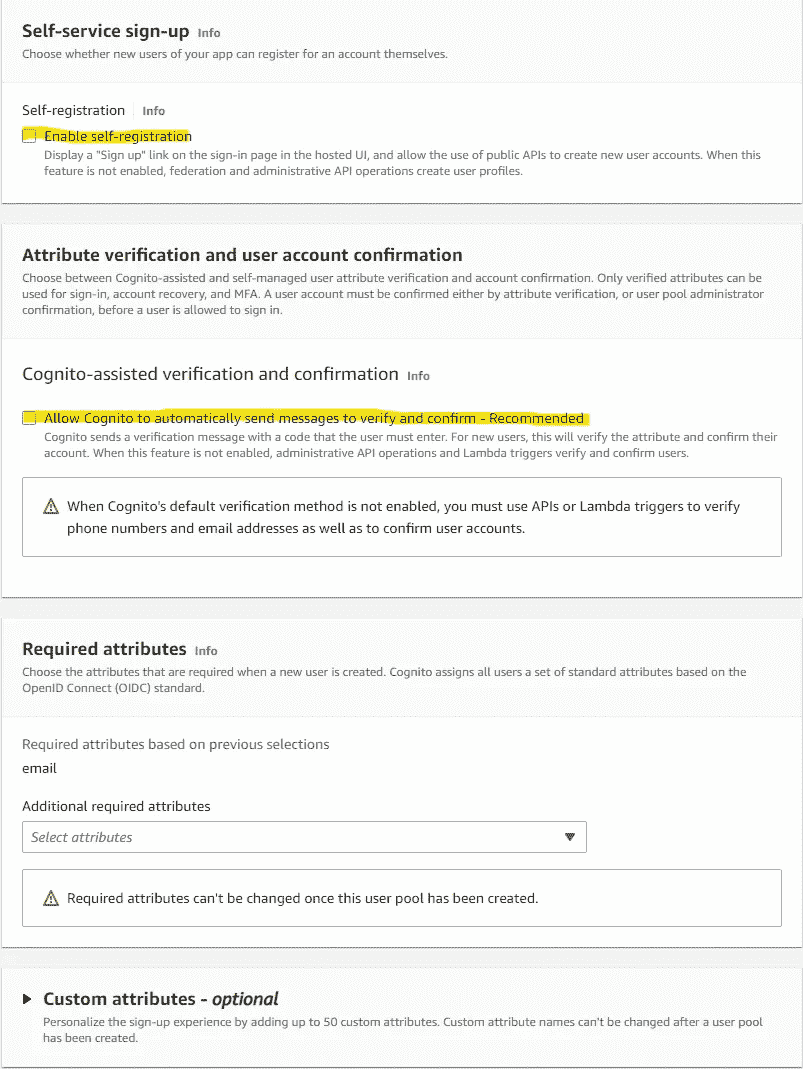 Self-service sign-up Info
Choose whether new users of your app can register for an account themselves.
Self-registration Info
Enable self-registration
Display a "Sign up" link on the sign-in page in the hosted UI, and allow the use of public APIs to create new user accounts. When this
feature is not enabled, federation and administrative API operations create user profiles.
Attribute verification and user account confirmation
Choose between Cognito-assisted and self-managed user attribute verification and account confirmation. Only verified attributes can be
used for sign-in, account recovery, and MFA. A user account must be confirmed either by attribute verification, or user pool administrator
confirmation, before a user is allowed to sign in.
Cognito-assisted verification and confirmation Info
Allow Cognito to automatically send messages to verify and confirm - Recommended
Cognito sends a verification message with a code that the user must enter. For new users, this will verify the attribute and confirm their
account. When this feature is not enabled, administrative API operations and Lambda triggers verify and confirm users.
When Cognito's default verification method is not enabled, you must use APIs or Lambda triggers to verify
phone numbers and email addresses as well as to confirm user accounts.
Required attributes Info
Choose the attributes that are required when a new user is created. Cognito assigns all users a set of standard attributes based on the
OpenID Connect (OIDC) standard.
Required attributes based on previous selections
email
Additional required attributes
Select attributes
Required attributes can't be changed once this user pool has been created.
Custom attributes - optional
Personalize the sign-up experience by adding up to 50 custom attributes. Custom attribute names can't be changed after a user pool
has been created.